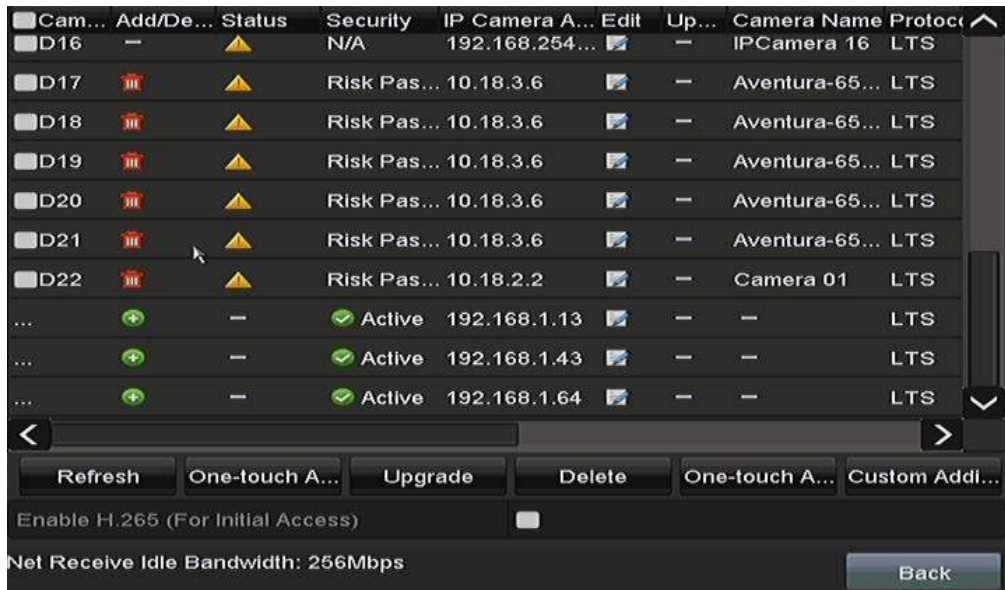 Cam... Add/De... Status Security IP Camera A... Edit Up... Camera Name Protoco
D16 – N/A 192.168.254... – IPCamera 16 LTS
D17 Risk Pas... 10.18.3.6 – Aventura-65... LTS
D18 Risk Pas... 10.18.3.6 – Aventura-65... LTS
D19 Risk Pas... 10.18.3.6 – Aventura-65... LTS
D20 Risk Pas... 10.18.3.6 – Aventura-65... LTS
D21 Risk Pas... 10.18.3.6 – Aventura-65... LTS
D22 Risk Pas... 10.18.2.2 – Camera 01 LTS
... – Active 192.168.1.13 – – LTS
... – Active 192.168.1.43 – – LTS
... – Active 192.168.1.64 – – LTS
Refresh One-touch A... Upgrade Delete One-touch A... Custom Addi...
Enable H.265 (For Initial Access)
Net Receive Idle Bandwidth: 256Mbps
Back